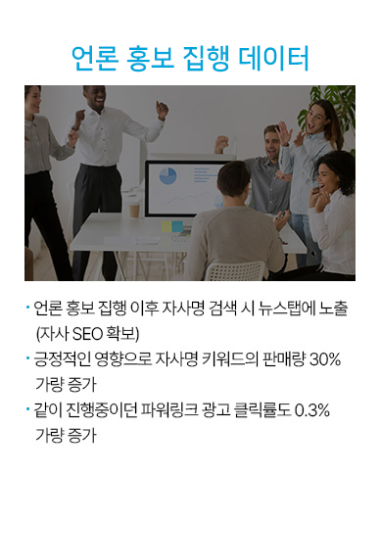 언론 홍보 집행 데이터
· 언론 홍보 집행 이후 자사명 검색 시 뉴스탭에 노출
(자사 SEO 확보)
· 긍정적인 영향으로 자사명 키워드의 판매량 30%
가량 증가
· 같이 진행중이던 파워링크 광고 클릭률도 0.3%
가량 증가